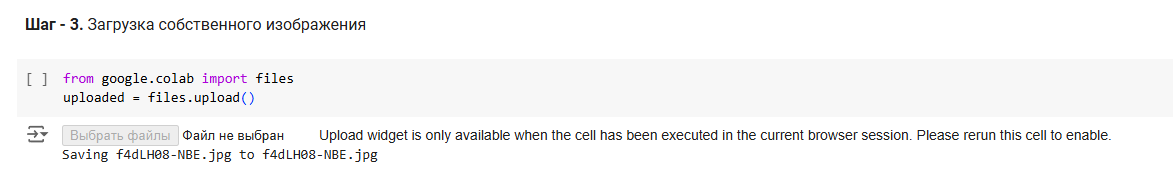 Шаг - 3. Загрузка собственного изображения
[ ] from google.colab import files
uploaded = files.upload()
Выбрать файлы Файл не выбран Upload widget is only available when the cell has been executed in the current browser session. Please rerun this cell to enable.
Saving f4dLH08-NBE.jpg to f4dLH08-NBE.jpg